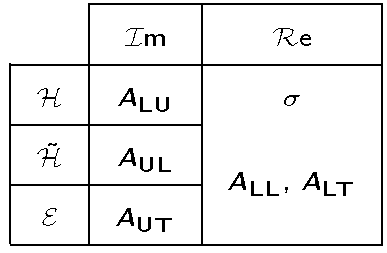 ℐm ℛe
ℋ A_LU σ
ℋ̃ A_UL
A_LL, A_LT
ℰ A_UT